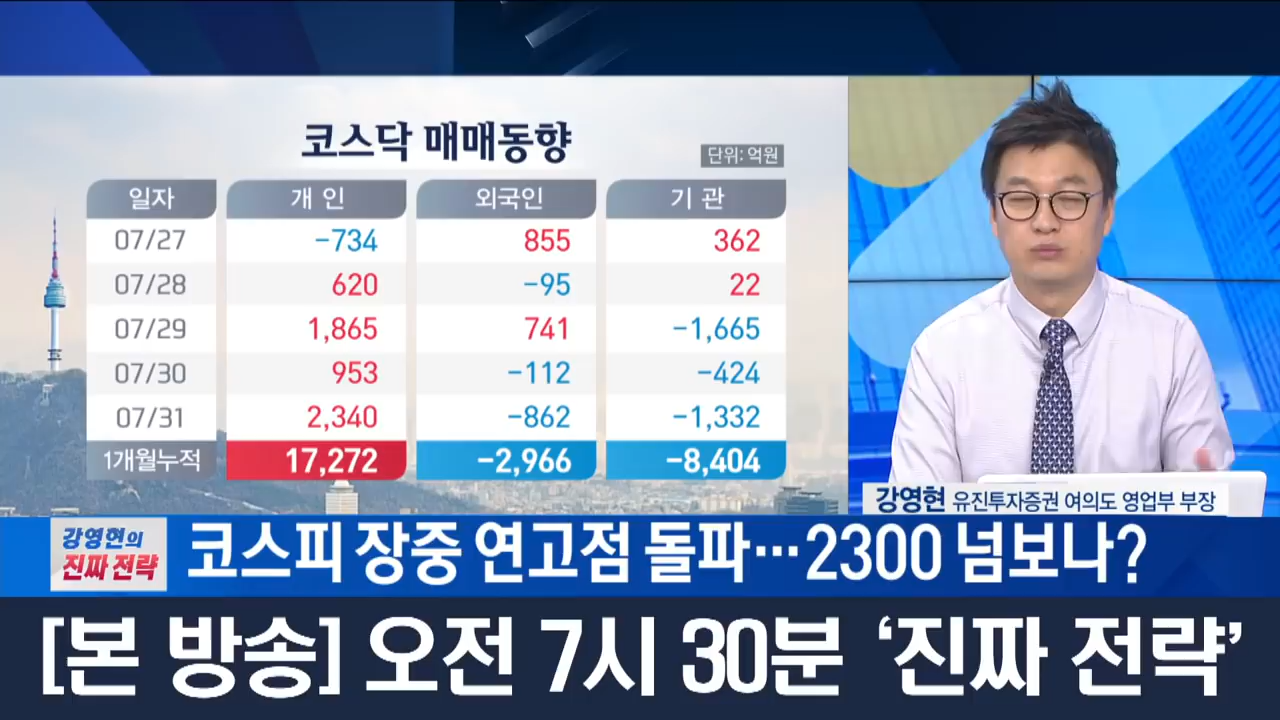 코스닥 매매동향
단위: 억원
일자 개인 외국인 기관
07/27 -734 855 362
07/28 620 -95 22
07/29 1,865 741 -1,665
07/30 953 -112 -424
07/31 2,340 -862 -1,332
1개월누적 17,272 -2,966 -8,404
강영현 유진투자증권 여의도 영업부 부장
강영현의
진짜 전략
코스피 장중 연고점 돌파…2300 넘보나?
[본 방송] 오전 7시 30분 ‘진짜 전략’